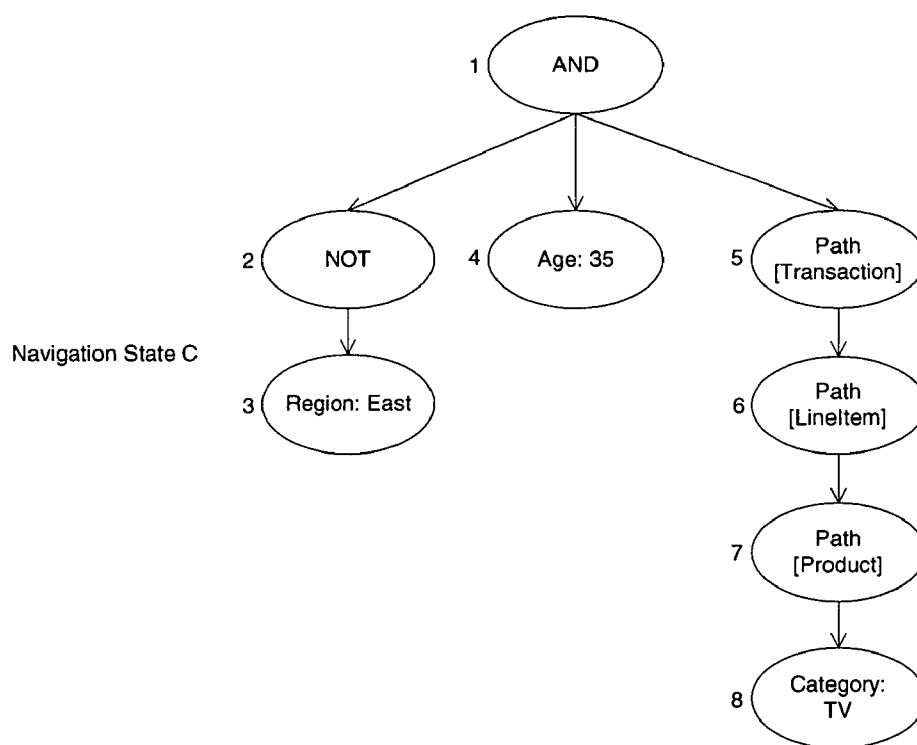 1 AND
2 NOT
4 Age: 35
5 Path
[Transaction]
Navigation State C
3 Region: East
6 Path
[LineItem]
7 Path
[Product]
8 Category:
TV